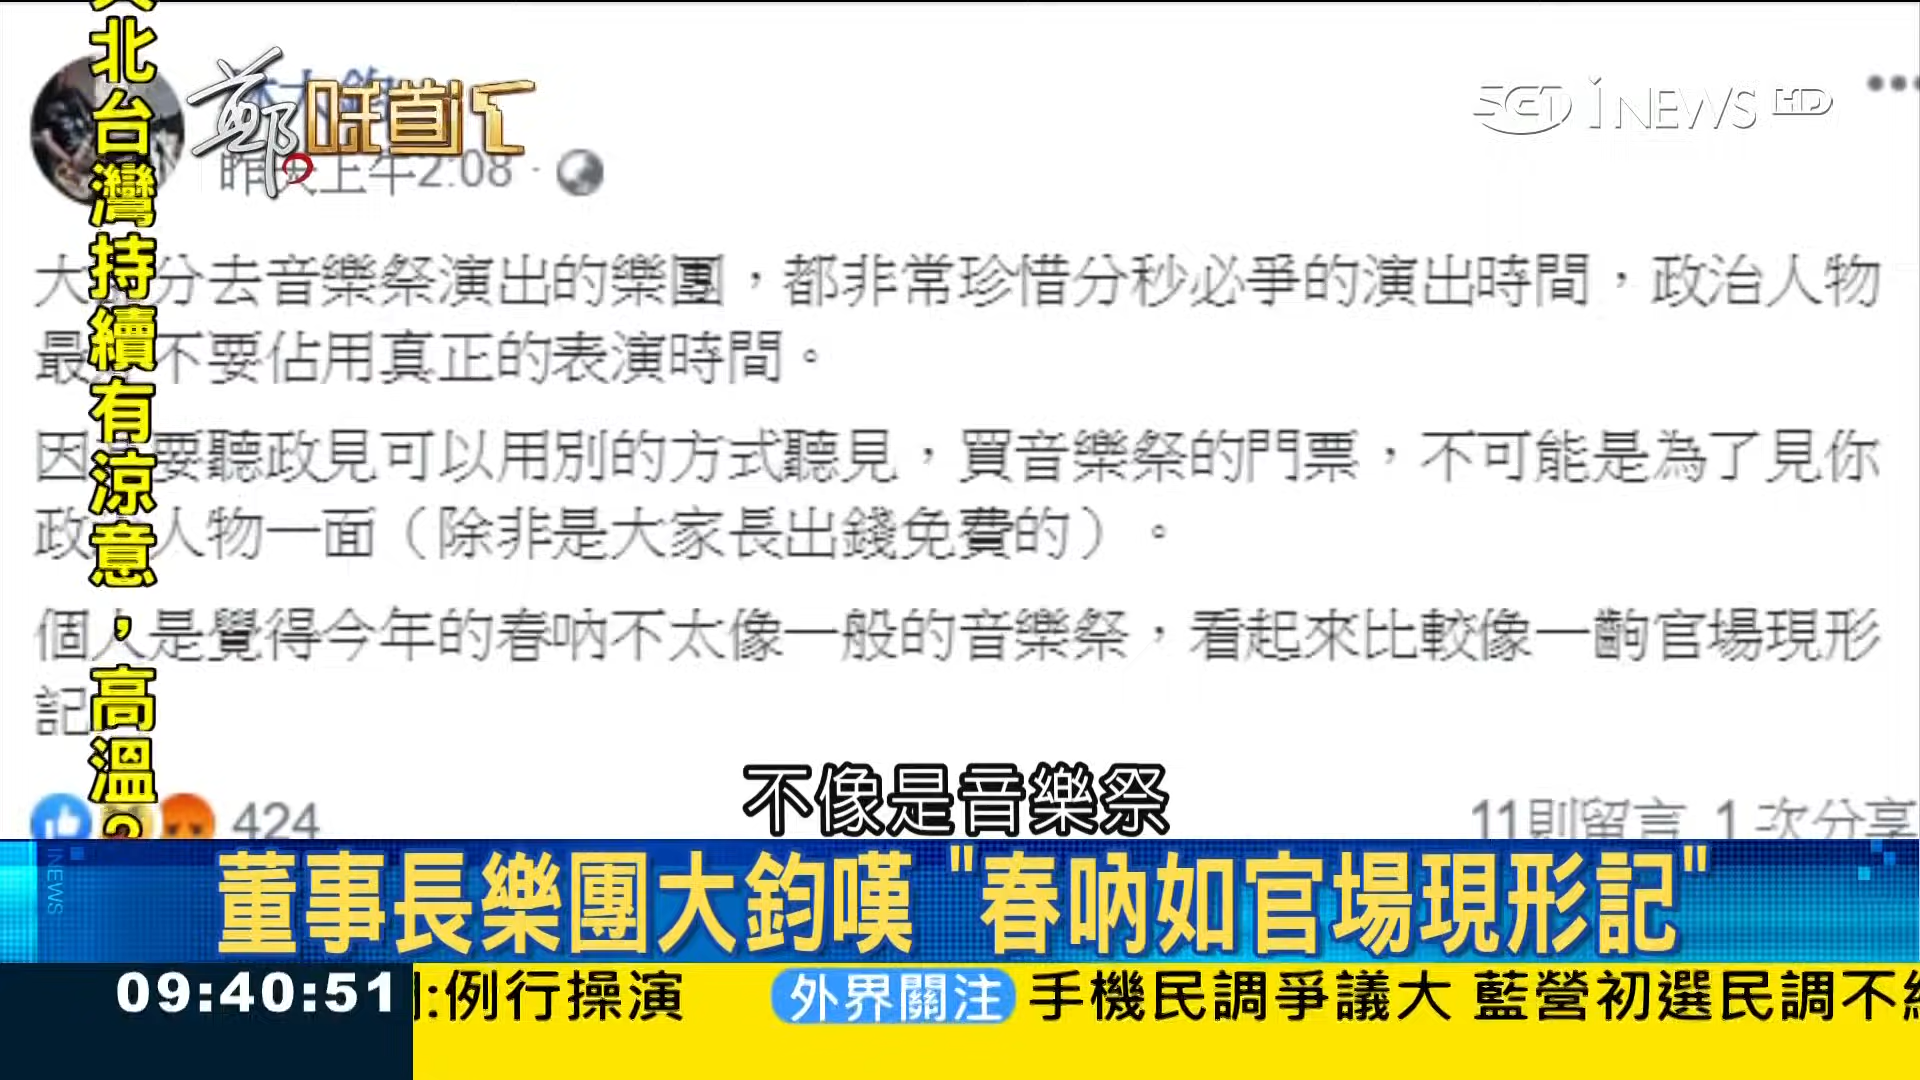 北台灣持續有涼意，高溫2
鄭
SET iNEWS HD
昨天上午2:08
大 分去音樂祭演出的樂團，都非常珍惜分秒必爭的演出時間，政治人物
最 不要佔用真正的表演時間。
因 要聽政見可以用別的方式聽見，買音樂祭的門票，不可能是為了見你
政 人物一面（除非是大家長出錢免費的）。
個人是覺得今年的春吶不太像一般的音樂祭，看起來比較像一齣官場現形
記
424
11則留言 1次分享
不像是音樂祭
iNEWS
董事長樂團大鈞嘆 "春吶如官場現形記"
09:40:51
:例行操演 外界關注 手機民調爭議大 藍營初選民調不